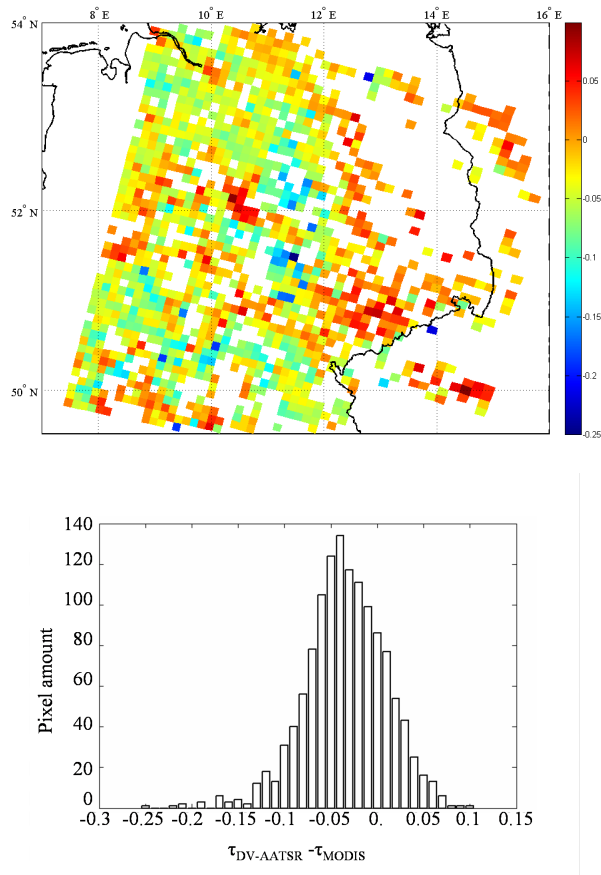 8° E 10° E 12° E 14° E 16° E
54° N
52° N
50° N
0.05
0
-0.05
-0.1
-0.15
-0.2
-0.25
140
120
100
80
60
40
20
0
Pixel amount
-0.3 -0.25 -0.2 -0.15 -0.1 -0.05 0. 0.05 0.1 0.15
τDV-AATSR -τMODIS